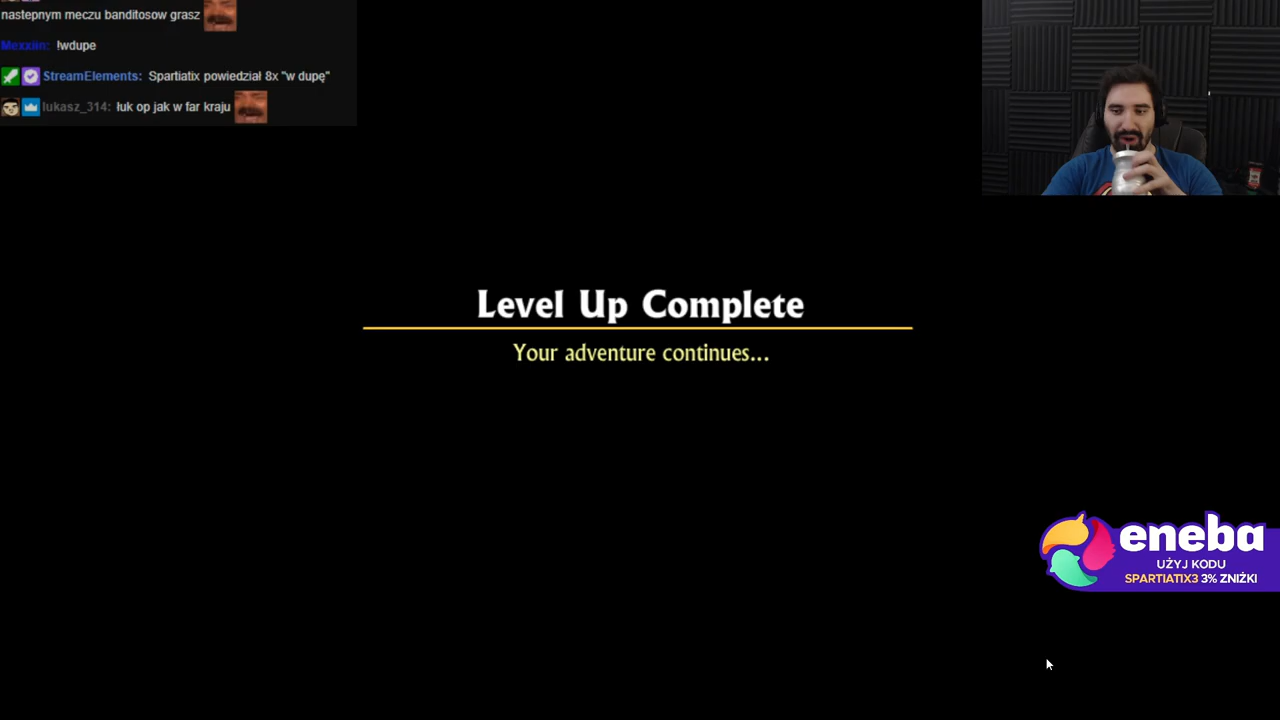 nastepnym meczu banditosow grasz
Mexxiin: !wdupe
StreamElements: Spartiatix powiedział 8x "w dupę"
lukasz_314: łuk op jak w far kraju
Level Up Complete
Your adventure continues...
eneba
UŻYJ KODU
SPARTIATIX3 3% ZNIŻKI